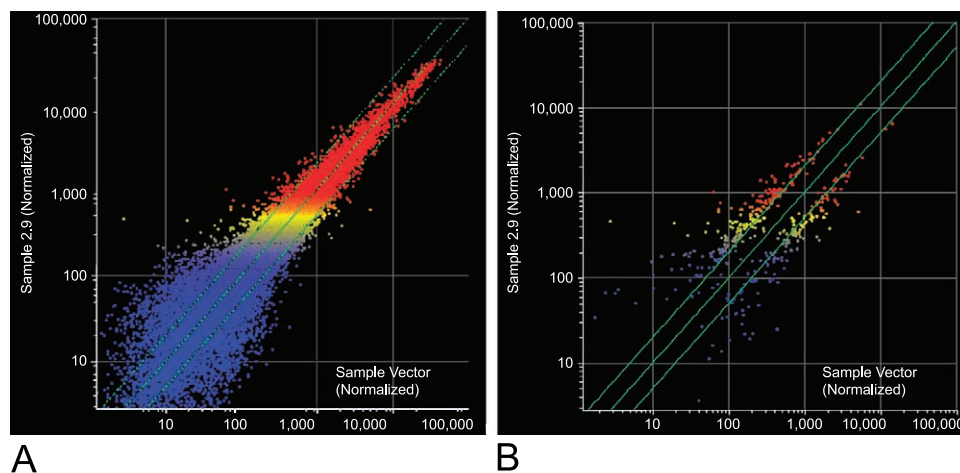 100,000
10,000
1,000
100
10
Sample 2.9 (Normalized)
Sample Vector
(Normalized)
10 100 1,000 10,000 100,000
A
100,000
10,000
1,000
100
10
Sample 2.9 (Normalized)
Sample Vector
(Normalized)
10 100 1,000 10,000 100,000
B